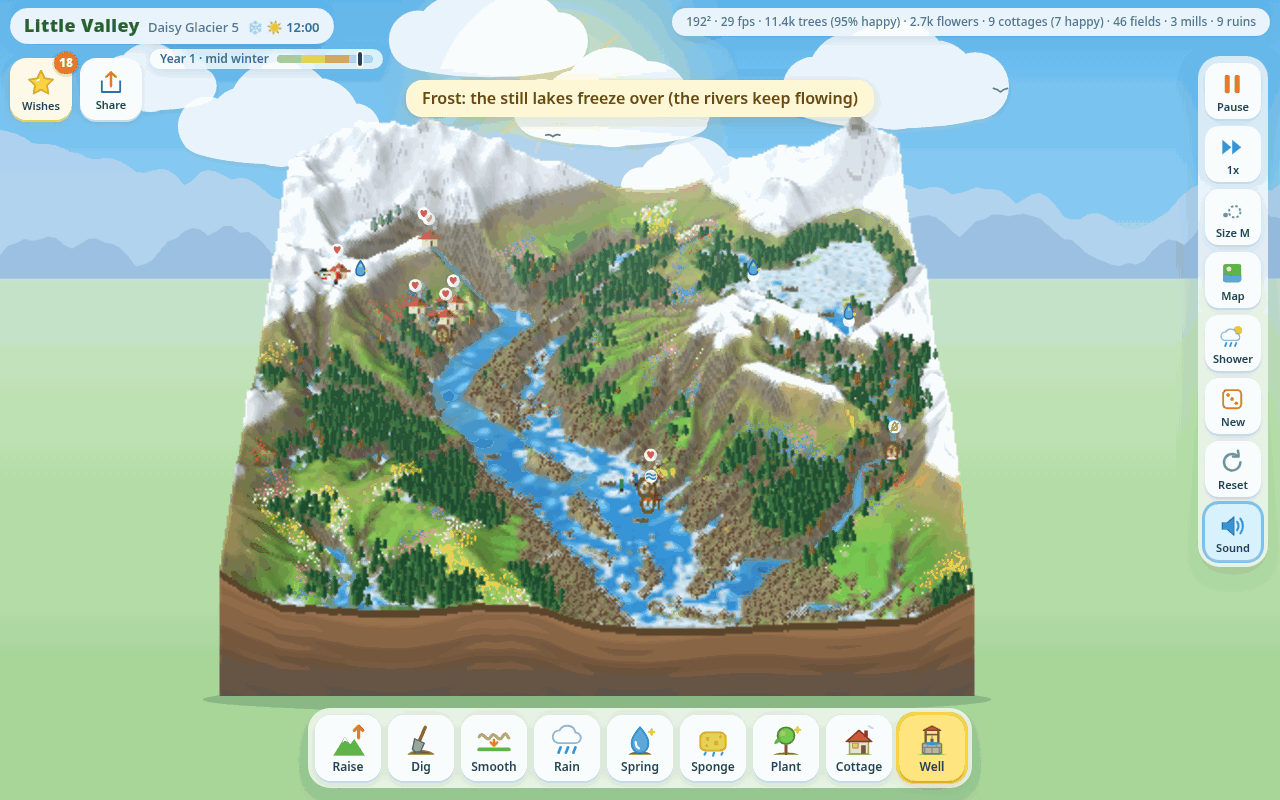 Little Valley Daisy Glacier 5 12:00
192² · 29 fps · 11.4k trees (95% happy) · 2.7k flowers · 9 cottages (7 happy) · 46 fields · 3 mills · 9 ruins
Year 1 · mid winter
18
Wishes
Share
Frost: the still lakes freeze over (the rivers keep flowing)
Pause
1x
Size M
Map
Shower
New
Reset
Sound
Raise
Dig
Smooth
Rain
Spring
Sponge
Plant
Cottage
Well